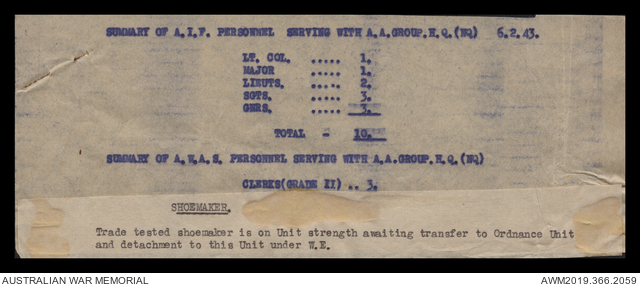 SUMMARY OF A.I.F. PERSONNEL SERVING WITH A.A.GROUP.H.Q.(NQ) 6.2.43.
LT. COL. ..... 1.
MAJOR ..... 1.
LIEUTS. ..... 2.
SGTS. ..... 3.
GNRS. ..... 3.
TOTAL - 10.
SUMMARY OF A.W.A.S. PERSONNEL SERVING WITH A.A.GROUP.H.Q.(NQ)
CLERKS(GRADE II) .. 3.
SHOEMAKER.
Trade tested shoemaker is on Unit strength awaiting transfer to Ordnance Unit
and detachment to this Unit under W.E.
AUSTRALIAN WAR MEMORIAL AWM2019.366.2059